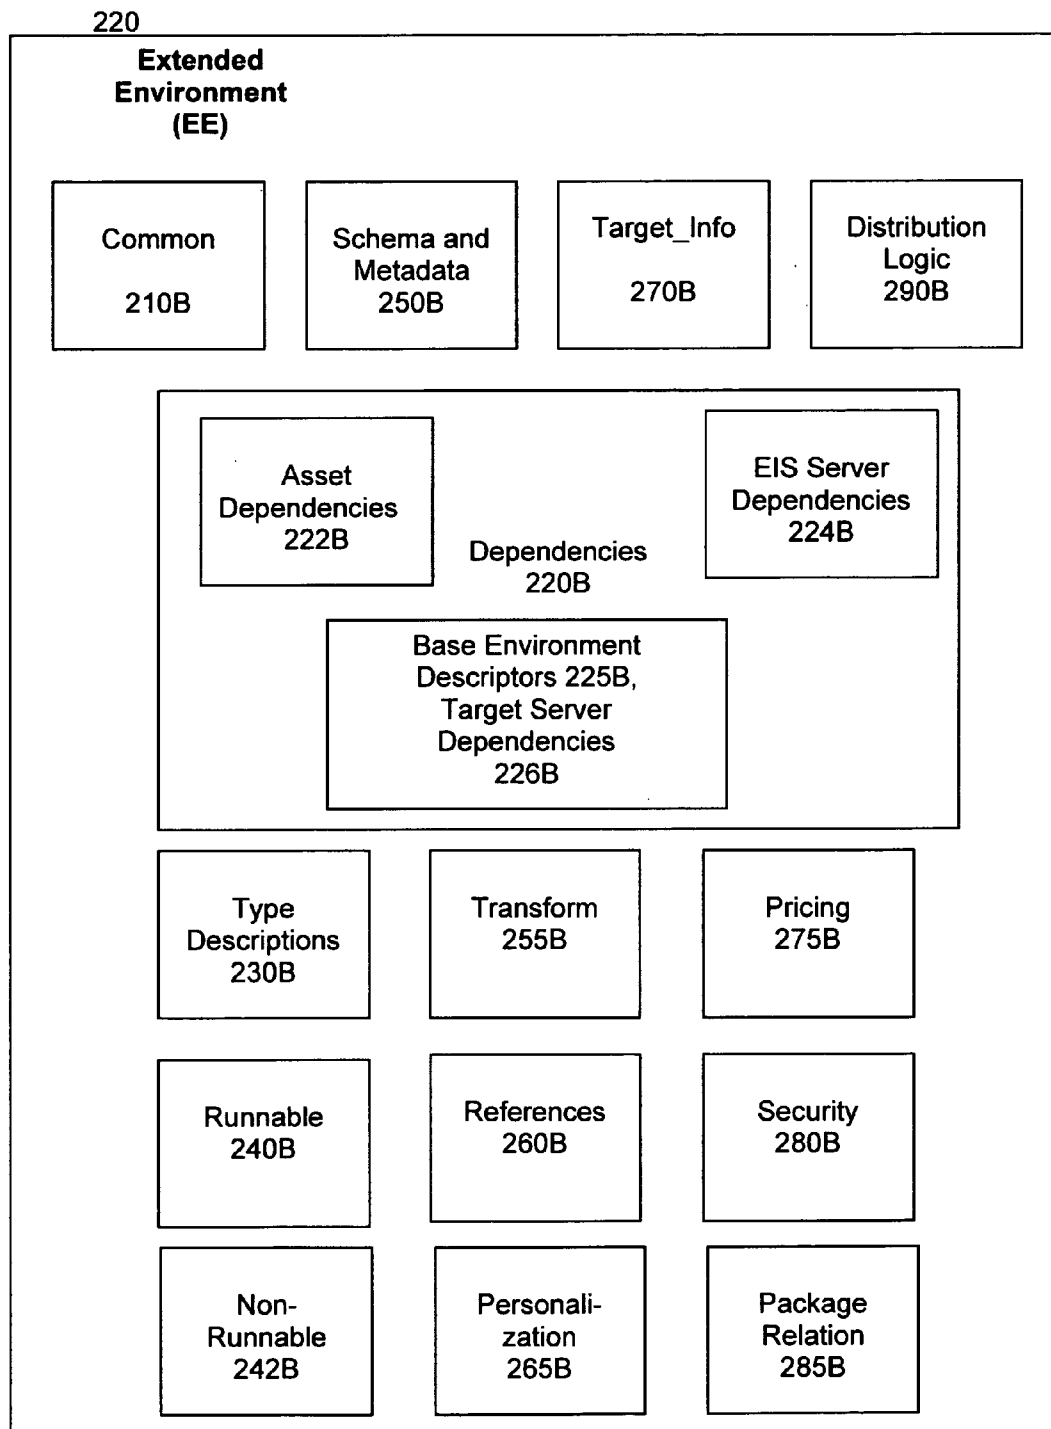 220
Extended
Environment
(EE)
Common
210B
Schema and
Metadata
250B
Target_Info
270B
Distribution
Logic
290B
Asset
Dependencies
222B
EIS Server
Dependencies
224B
Dependencies
220B
Base Environment
Descriptors 225B,
Target Server
Dependencies
226B
Type
Descriptions
230B
Transform
255B
Pricing
275B
Runnable
240B
References
260B
Security
280B
Non-
Runnable
242B
Personali-
zation
265B
Package
Relation
285B